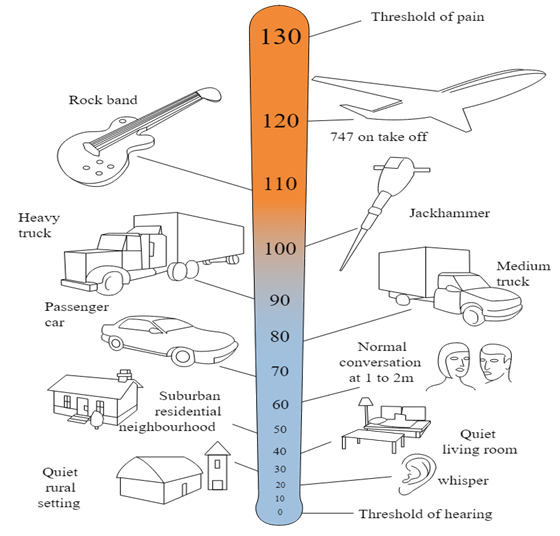 Threshold of pain
130
Rock band
120
747 on take off
110
Jackhammer
Heavy
truck
100
Medium
truck
90
Passenger
car
80
Normal
conversation
at 1 to 2m
70
Suburban
residential
neighbourhood
60
50
Quiet
living room
40
Quiet
rural
setting
30
20
whisper
10
0
Threshold of hearing